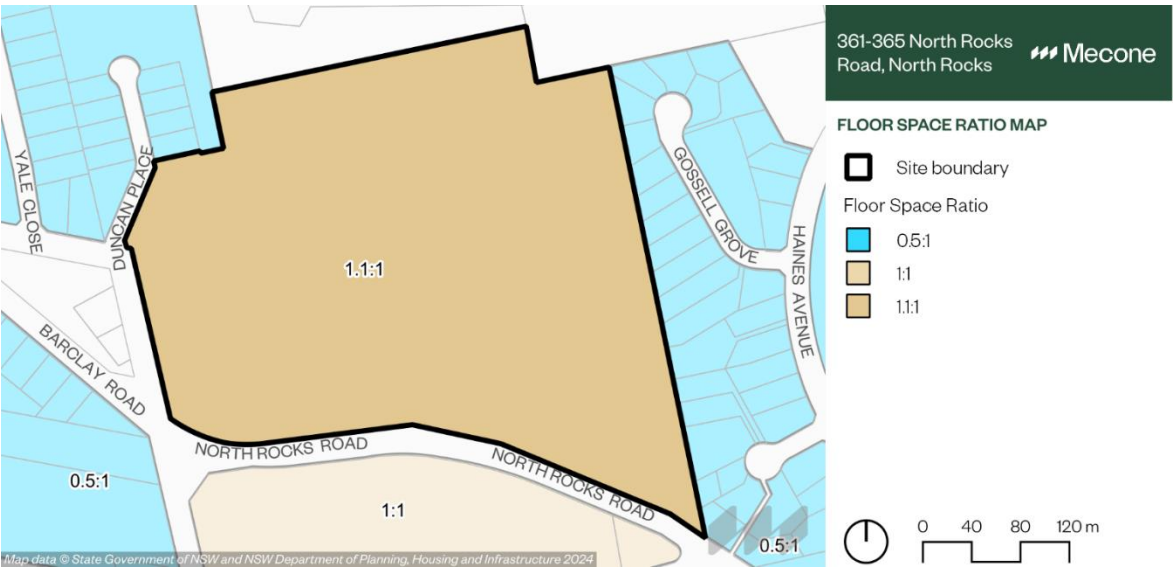 361-365 North Rocks
Road, North Rocks
Mecone
FLOOR SPACE RATIO MAP
Site boundary
Floor Space Ratio
0.5:1
1:1
1.1:1
0 40 80 120 m
YALE CLOSE
DUNCAN PLACE
BARCLAY ROAD
NORTH ROCKS ROAD
NORTH ROCKS ROAD
GOSSELL GROVE
HAINES AVENUE
1.1:1
0.5:1
1:1
0.5:1
Map data © State Government of NSW and NSW Department of Planning, Housing and Infrastructure 2024